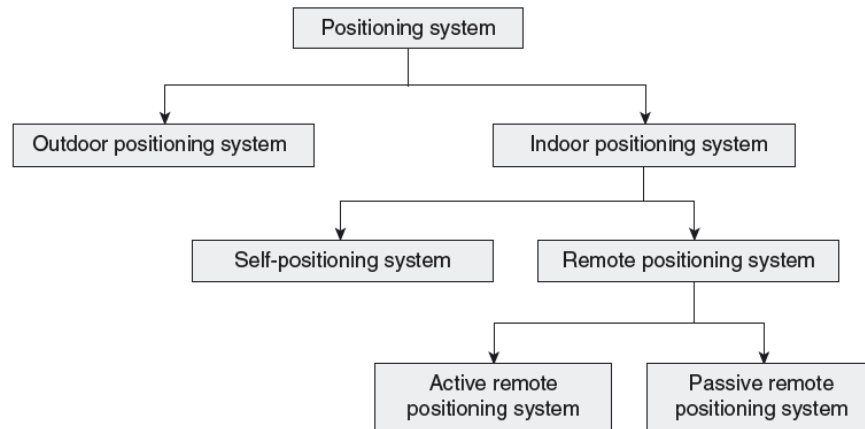 Positioning system
Outdoor positioning system
Indoor positioning system
Self-positioning system
Remote positioning system
Active remote
positioning system
Passive remote
positioning system